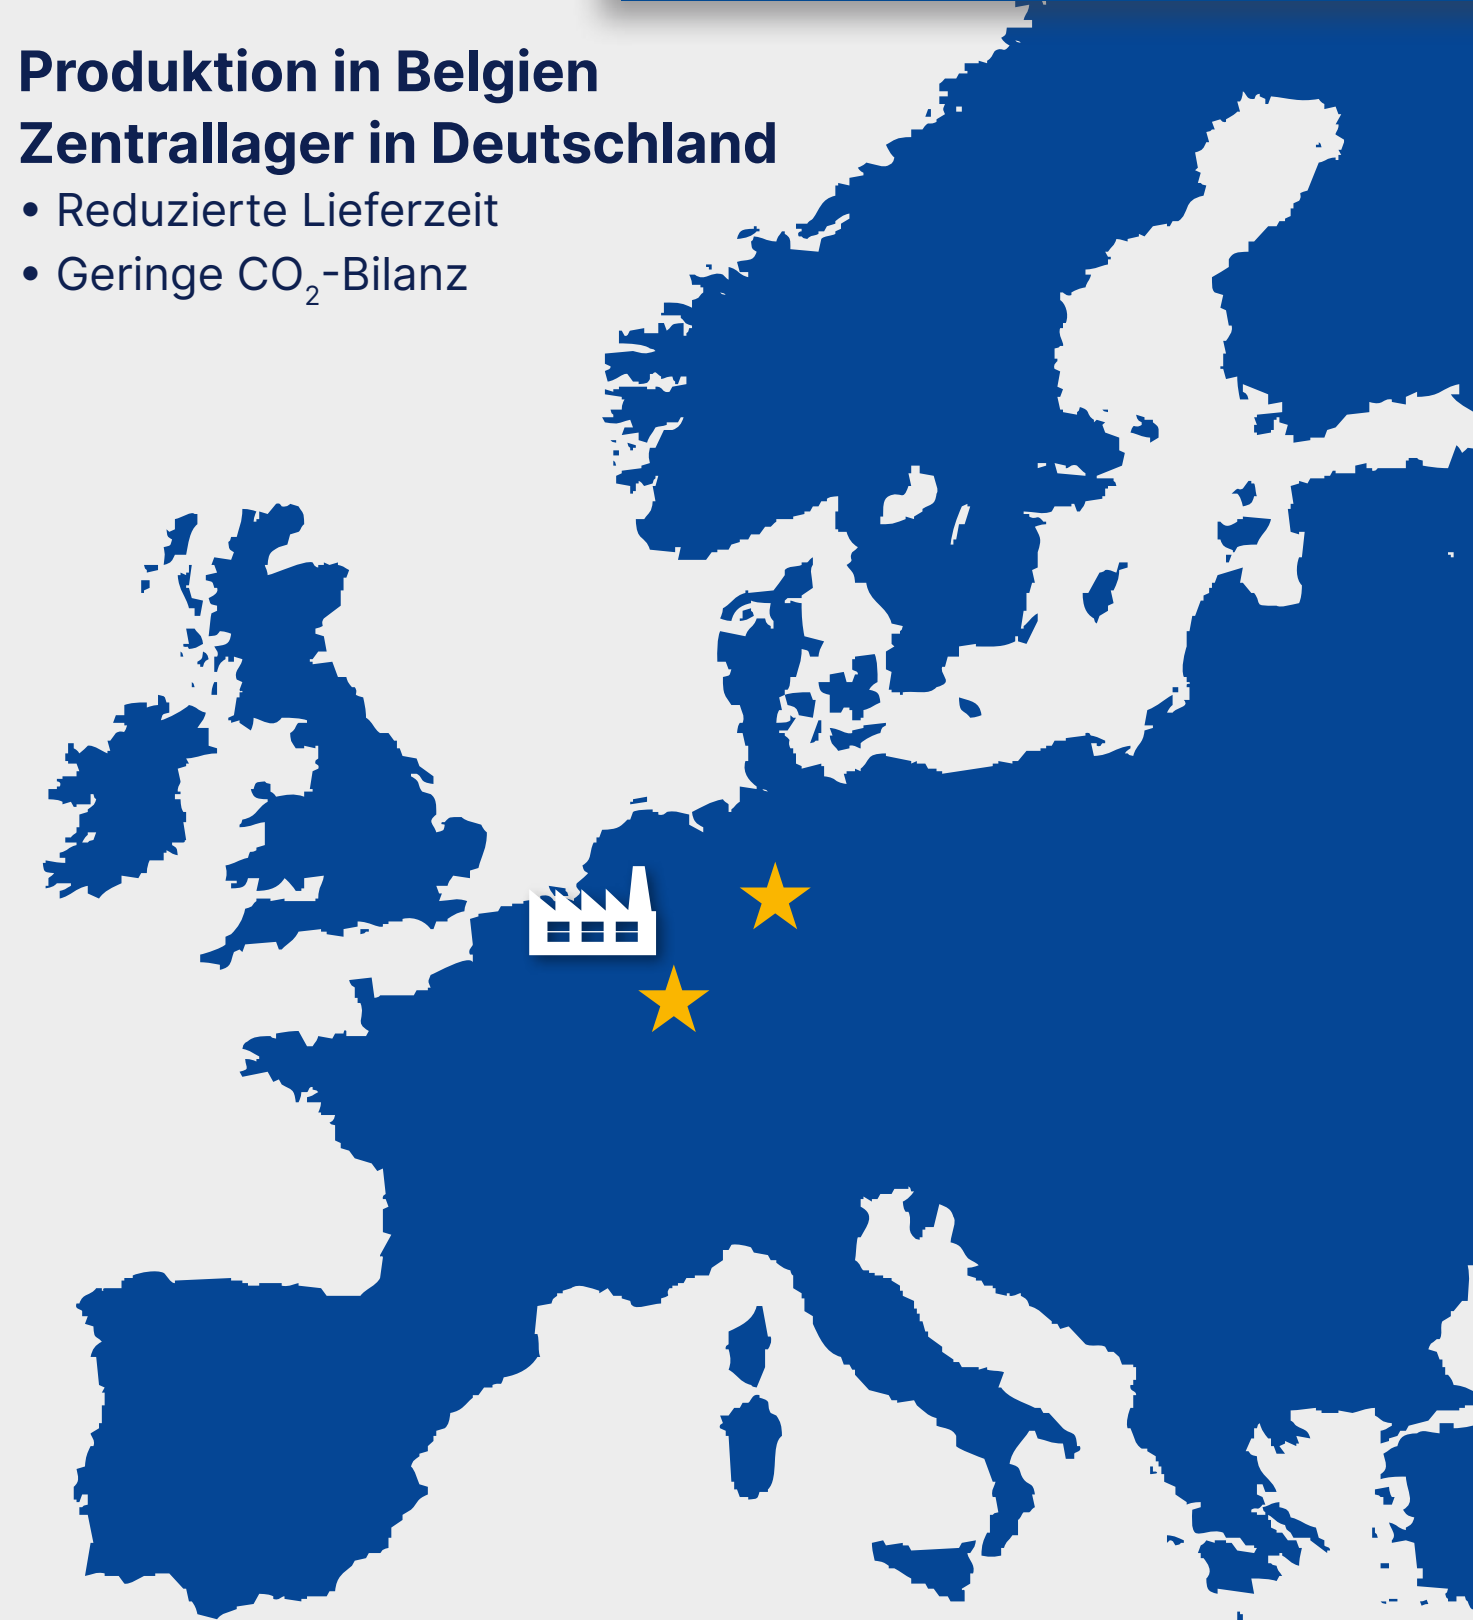 Produktion in Belgien
Zentrallager in Deutschland
• Reduzierte Lieferzeit
• Geringe CO₂-Bilanz